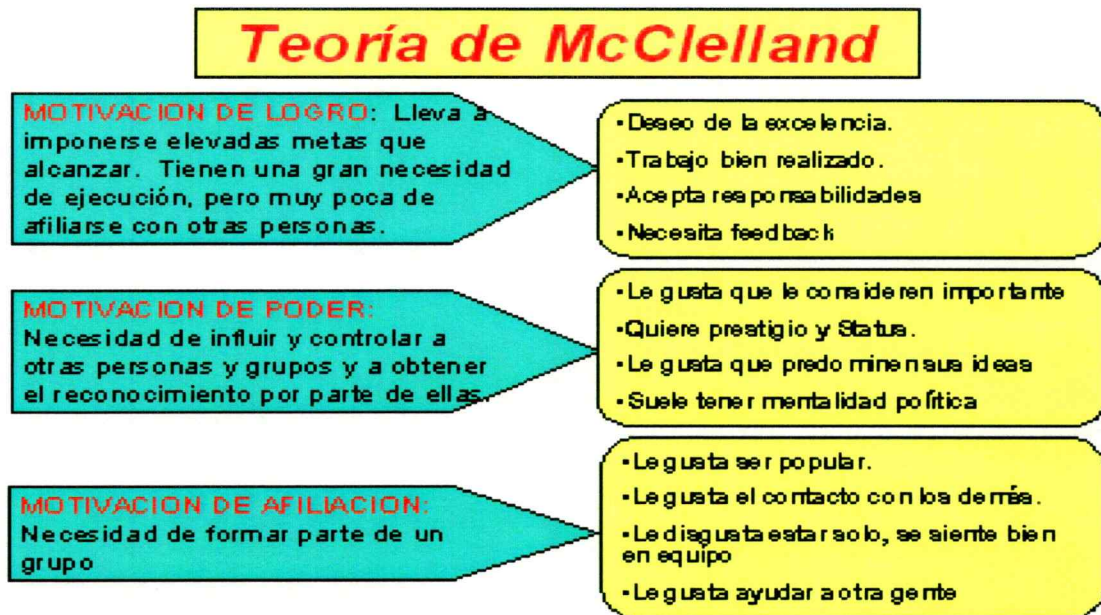 Teoría de McClelland
MOTIVACION DE LOGRO: Lleva a
imponerse elevadas metas que
alcanzar. Tienen una gran necesidad
de ejecución, pero muy poca de
afiliarse con otras personas.
•Deseo de la excelencia.
•Trabajo bien realizado.
•Acepta responsabilidades
•Necesita feedback
MOTIVACION DE PODER:
Necesidad de influir y controlar a
otras personas y grupos y a obtener
el reconocimiento por parte de ellas.
•Le gusta que le consideren importante
•Quiere prestigio y Status.
•Le gusta que predominen sus ideas
•Suele tener mentalidad política
MOTIVACION DE AFILIACION:
Necesidad de formar parte de un
grupo
•Le gusta ser popular.
•Le gusta el contacto con los demás.
•Le disgusta estar solo, se siente bien
en equipo
•Le gusta ayudar a otra gente